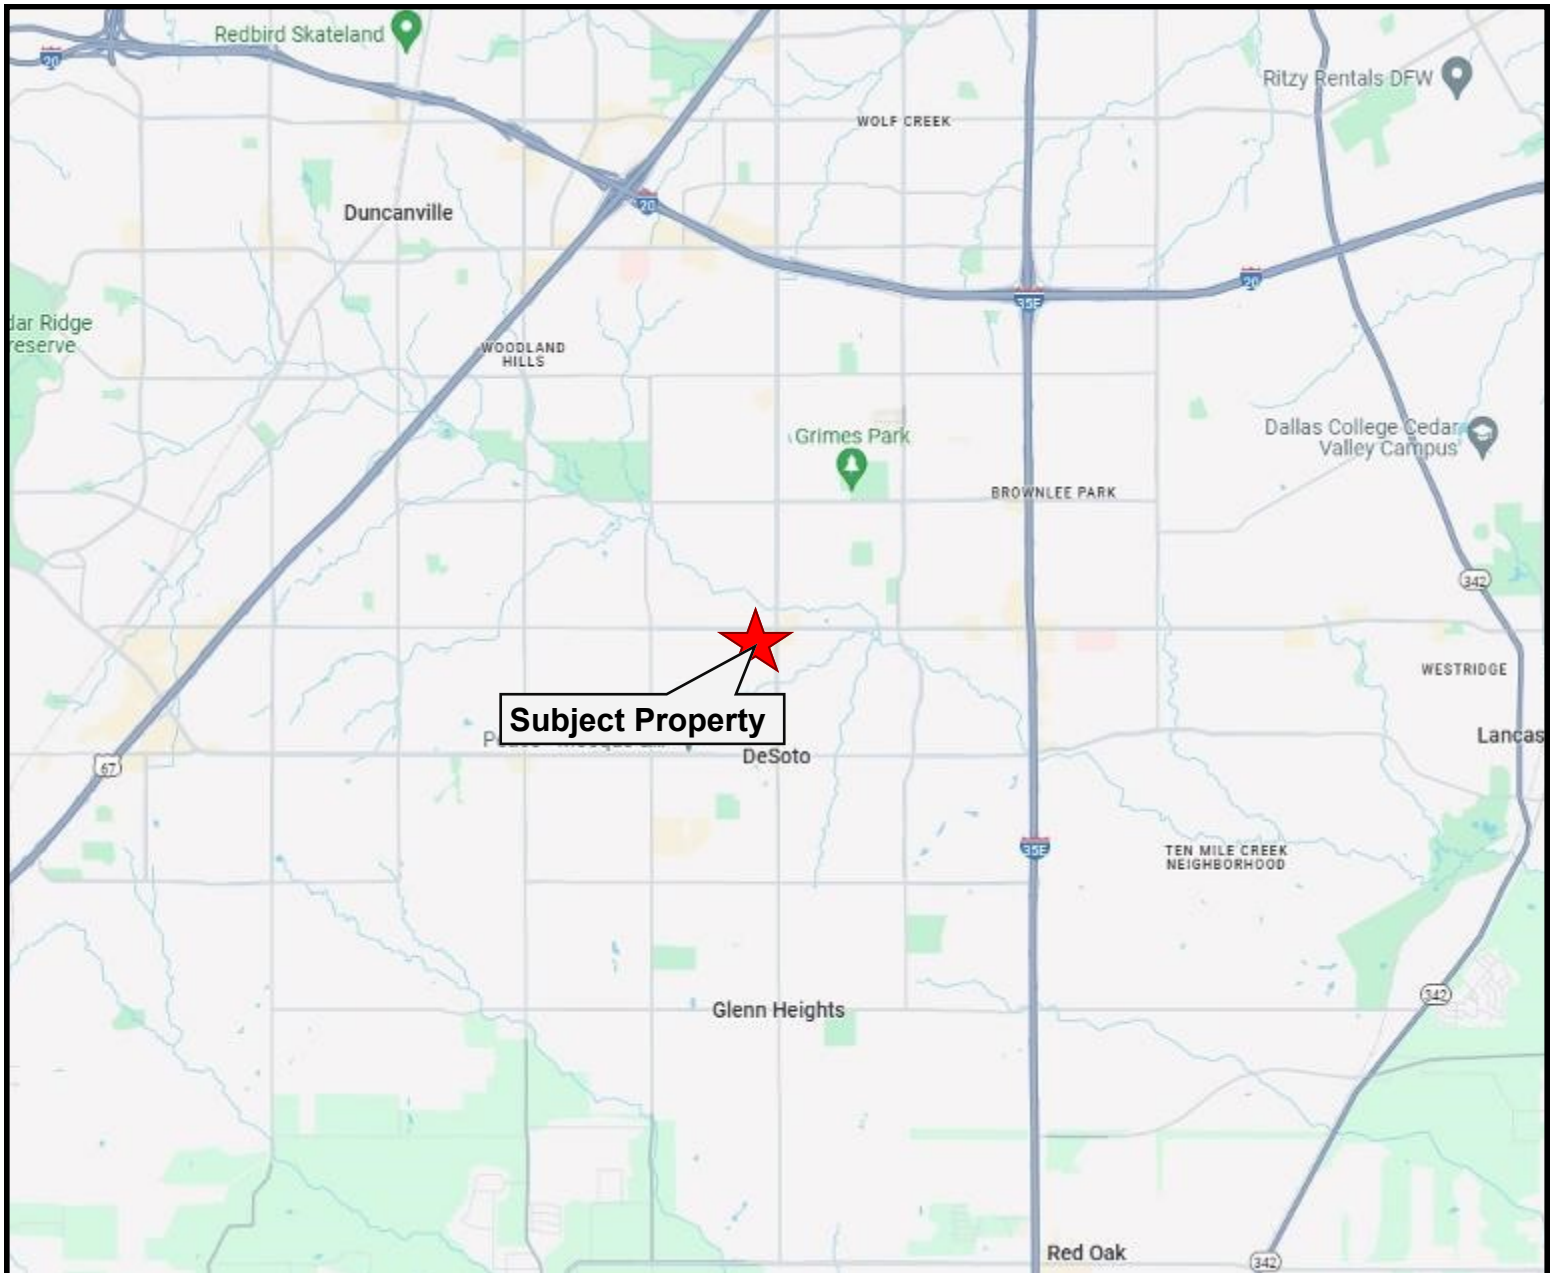 Redbird Skateland
20
Ritzy Rentals DFW
WOLF CREEK
20
Duncanville
20
35E
dar Ridge
reserve
WOODLAND
HILLS
Grimes Park
Dallas College Cedar
Valley Campus
BROWNLEE PARK
342
WESTRIDGE
Subject Property
Lancas
DeSoto
67
35E
TEN MILE CREEK
NEIGHBORHOOD
342
Glenn Heights
Red Oak
342